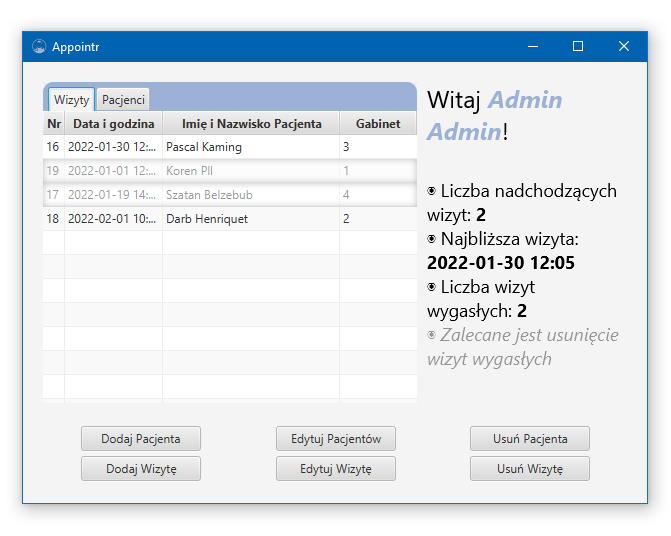 Appointr
Wizyty Pacjenci
Nr Data i godzina Imię i Nazwisko Pacjenta Gabinet
16 2022-01-30 12:... Pascal Kaming 3
19 2022-01-01 12:... Koren Pll 1
17 2022-01-19 14:... Szatan Belzebub 4
18 2022-02-01 10:... Darb Henriquet 2
Witaj Admin
Admin!
Liczba nadchodzących
wizyt: 2
Najbliższa wizyta:
2022-01-30 12:05
Liczba wizyt
wygasłych: 2
Zalecane jest usunięcie
wizyt wygasłych
Dodaj Pacjenta Edytuj Pacjentów Usuń Pacjenta
Dodaj Wizytę Edytuj Wizytę Usuń Wizytę